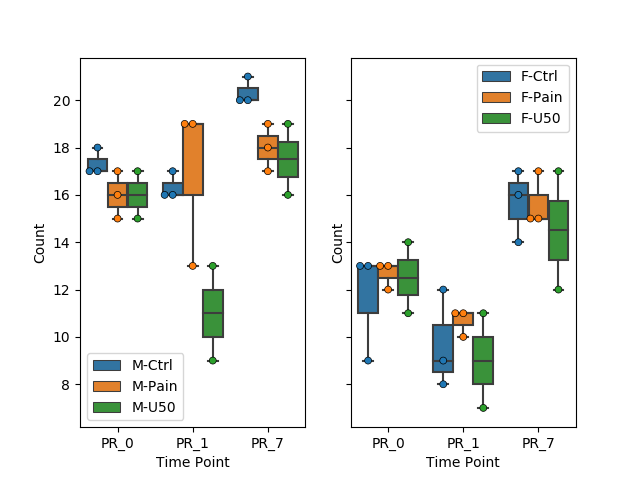 Count
20
18
16
14
12
10
8
M-Ctrl
M-Pain
M-U50
PR_0 PR_1 PR_7
Time Point
Count
F-Ctrl
F-Pain
F-U50
PR_0 PR_1 PR_7
Time Point